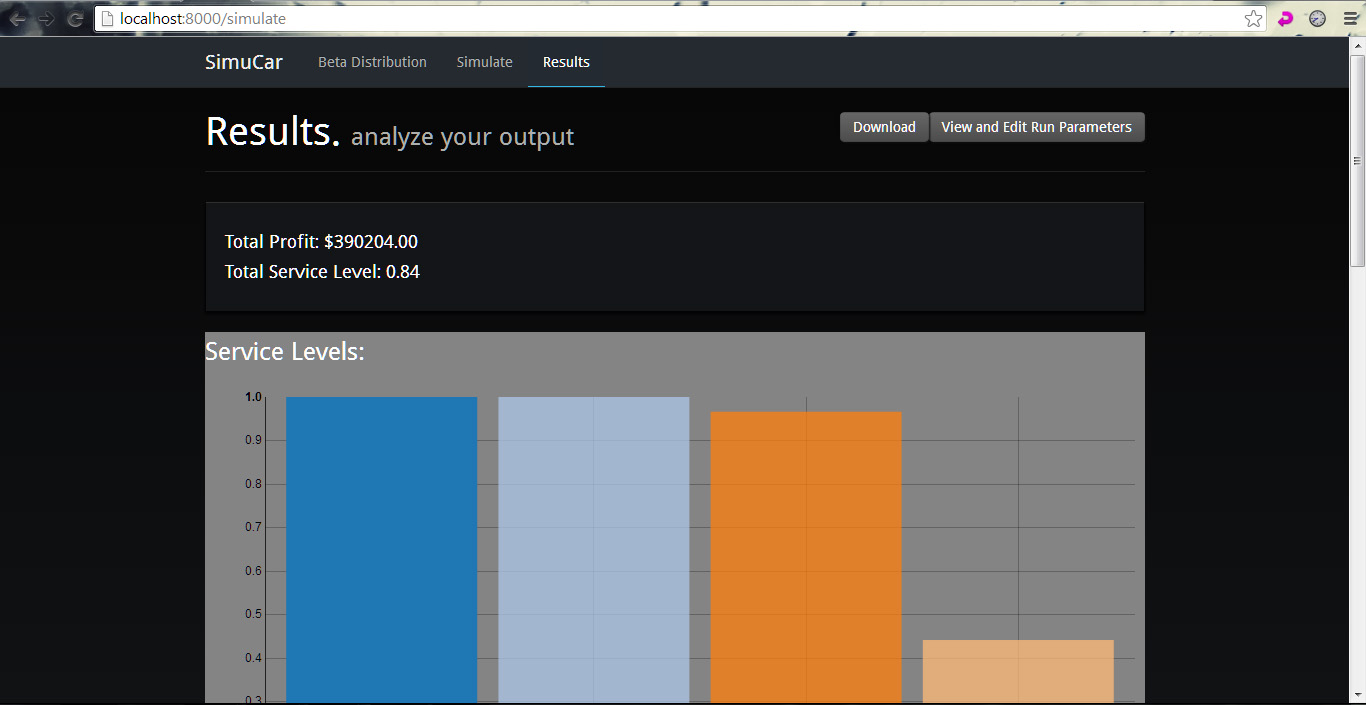 localhost:8000/simulate
SimuCar Beta Distribution Simulate Results
Results. analyze your output Download View and Edit Run Parameters
Total Profit: $390204.00
Total Service Level: 0.84
Service Levels:
1.0
0.9
0.8
0.7
0.6
0.5
0.4
0.3